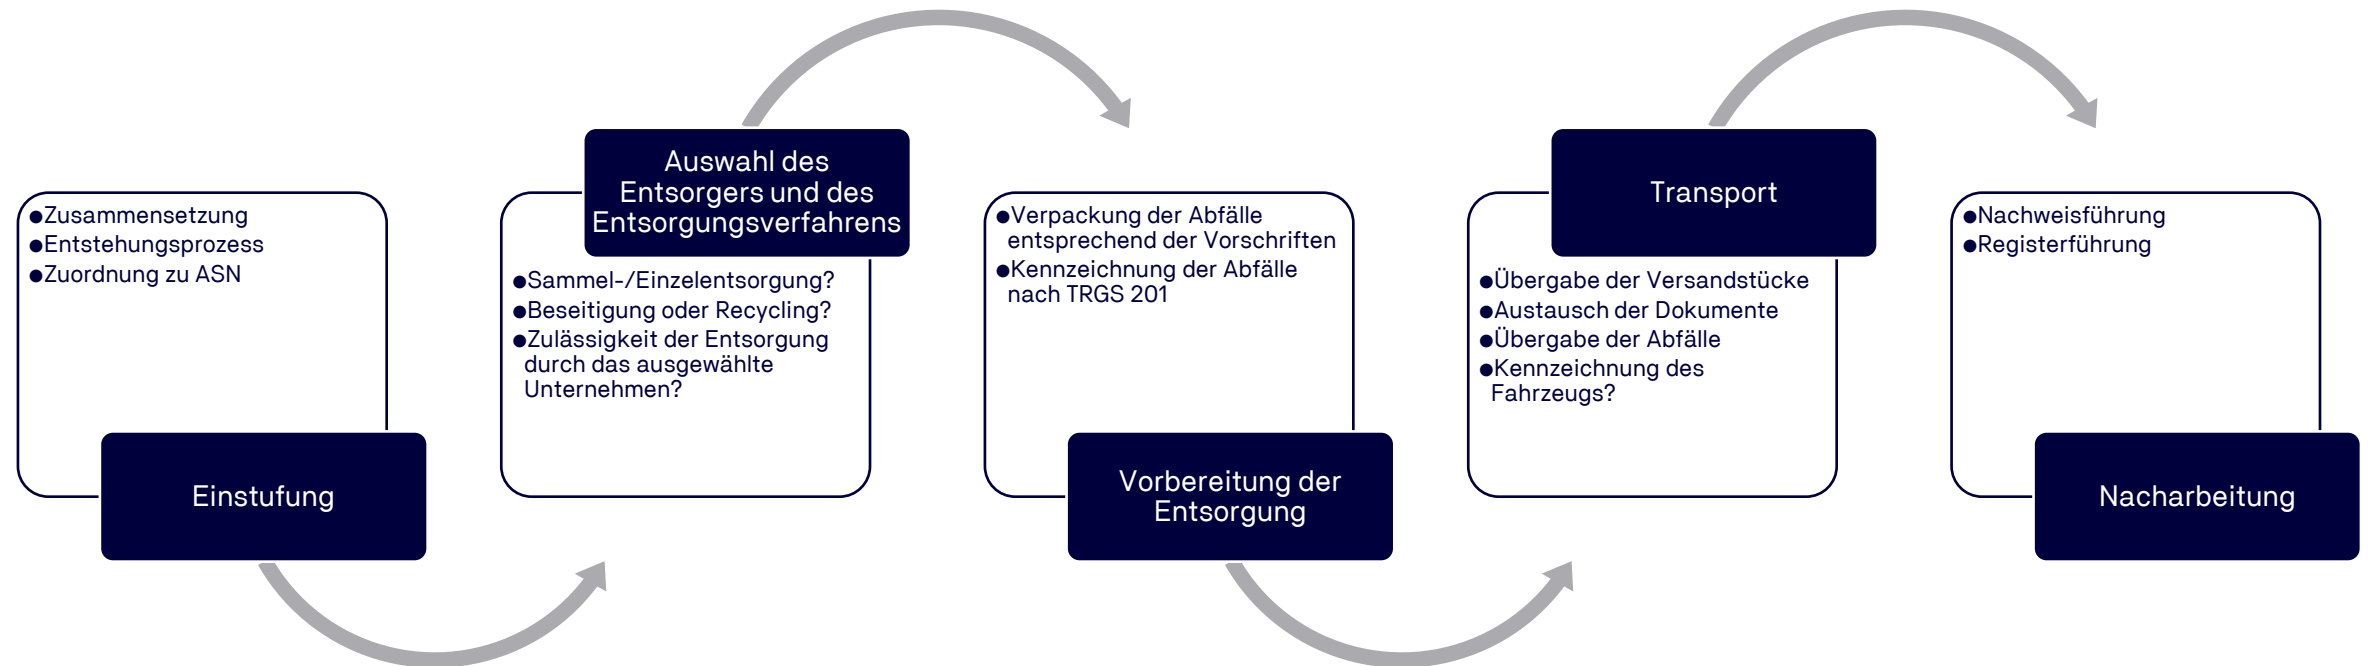 ●Zusammensetzung
●Entstehungsprozess
●Zuordnung zu ASN
Einstufung
Auswahl des
Entsorgers und des
Entsorgungsverfahrens
●Sammel-/Einzelentsorgung?
●Beseitigung oder Recycling?
●Zulässigkeit der Entsorgung
durch das ausgewählte
Unternehmen?
●Verpackung der Abfälle
entsprechend der Vorschriften
●Kennzeichnung der Abfälle
nach TRGS 201
Vorbereitung der
Entsorgung
Transport
●Übergabe der Versandstücke
●Austausch der Dokumente
●Übergabe der Abfälle
●Kennzeichnung des
Fahrzeugs?
●Nachweisführung
●Registerführung
Nacharbeitung